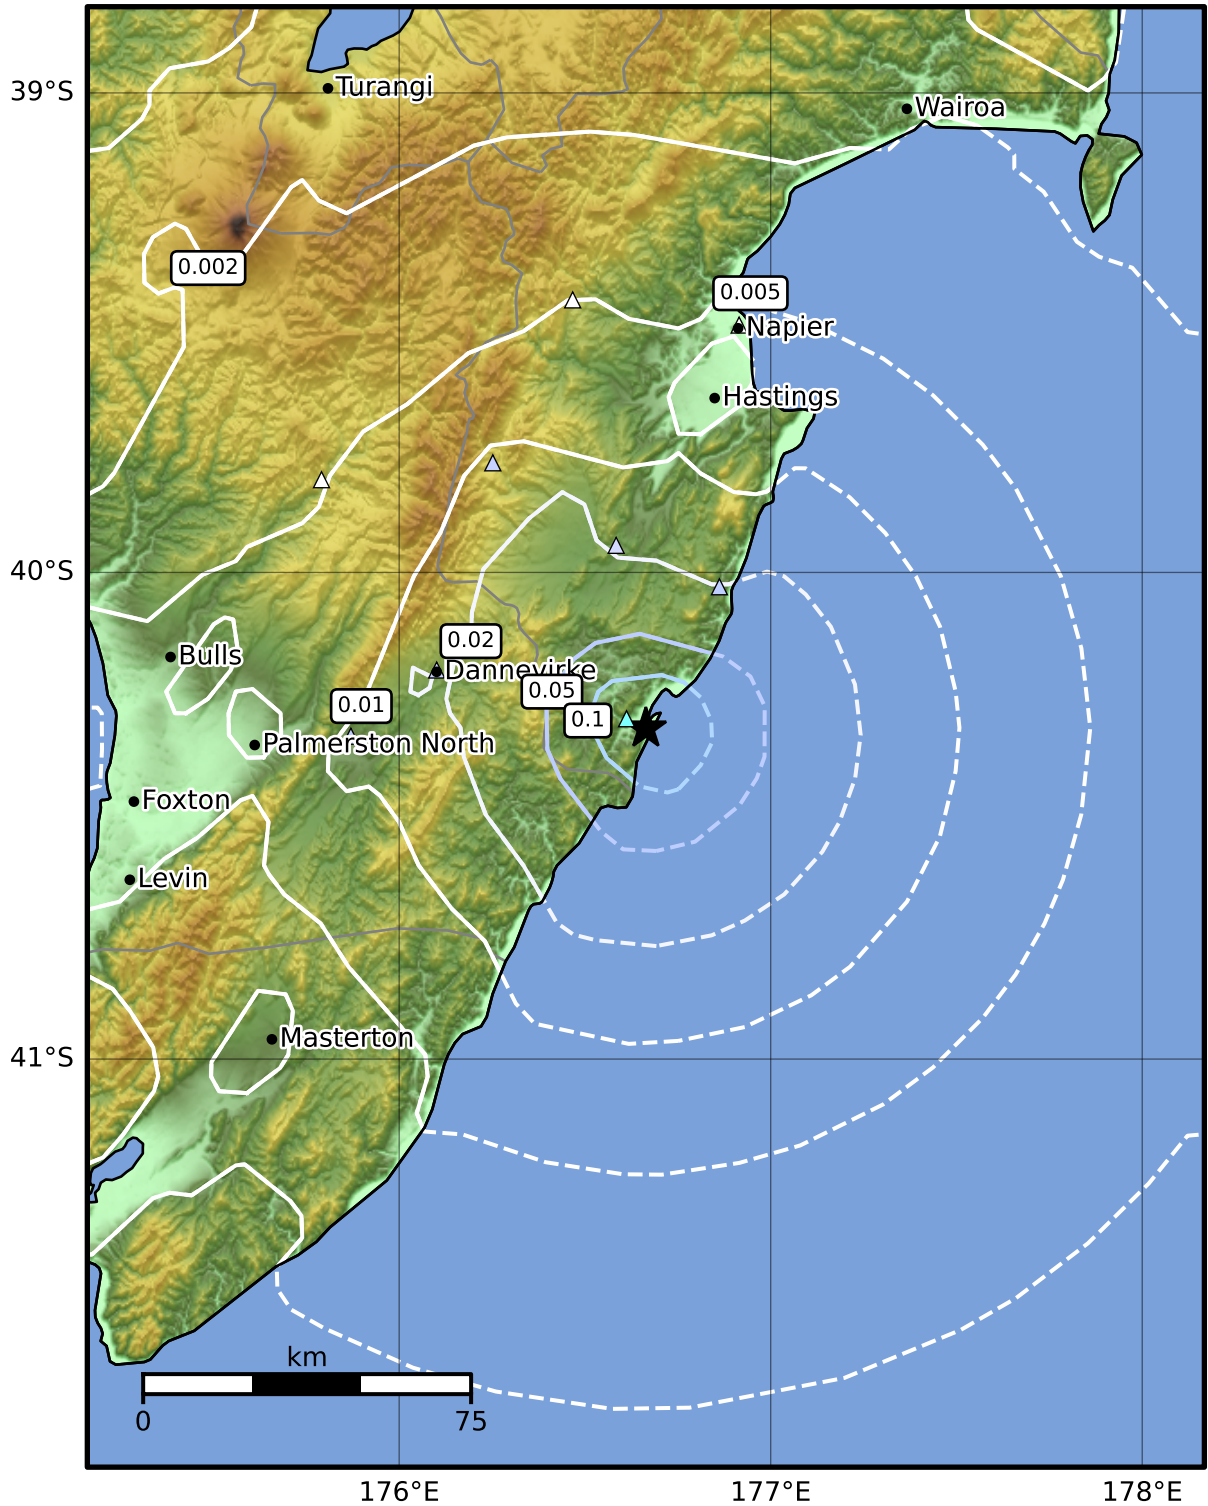 39°S
Turangi
Wairoa
0.002
0.005
Napier
Hastings
40°S
0.02
Bulls
Dannevirke
0.05
0.01
0.1
Palmerston North
Foxton
Levin
Masterton
41°S
km
0 75
176°E 177°E 178°E